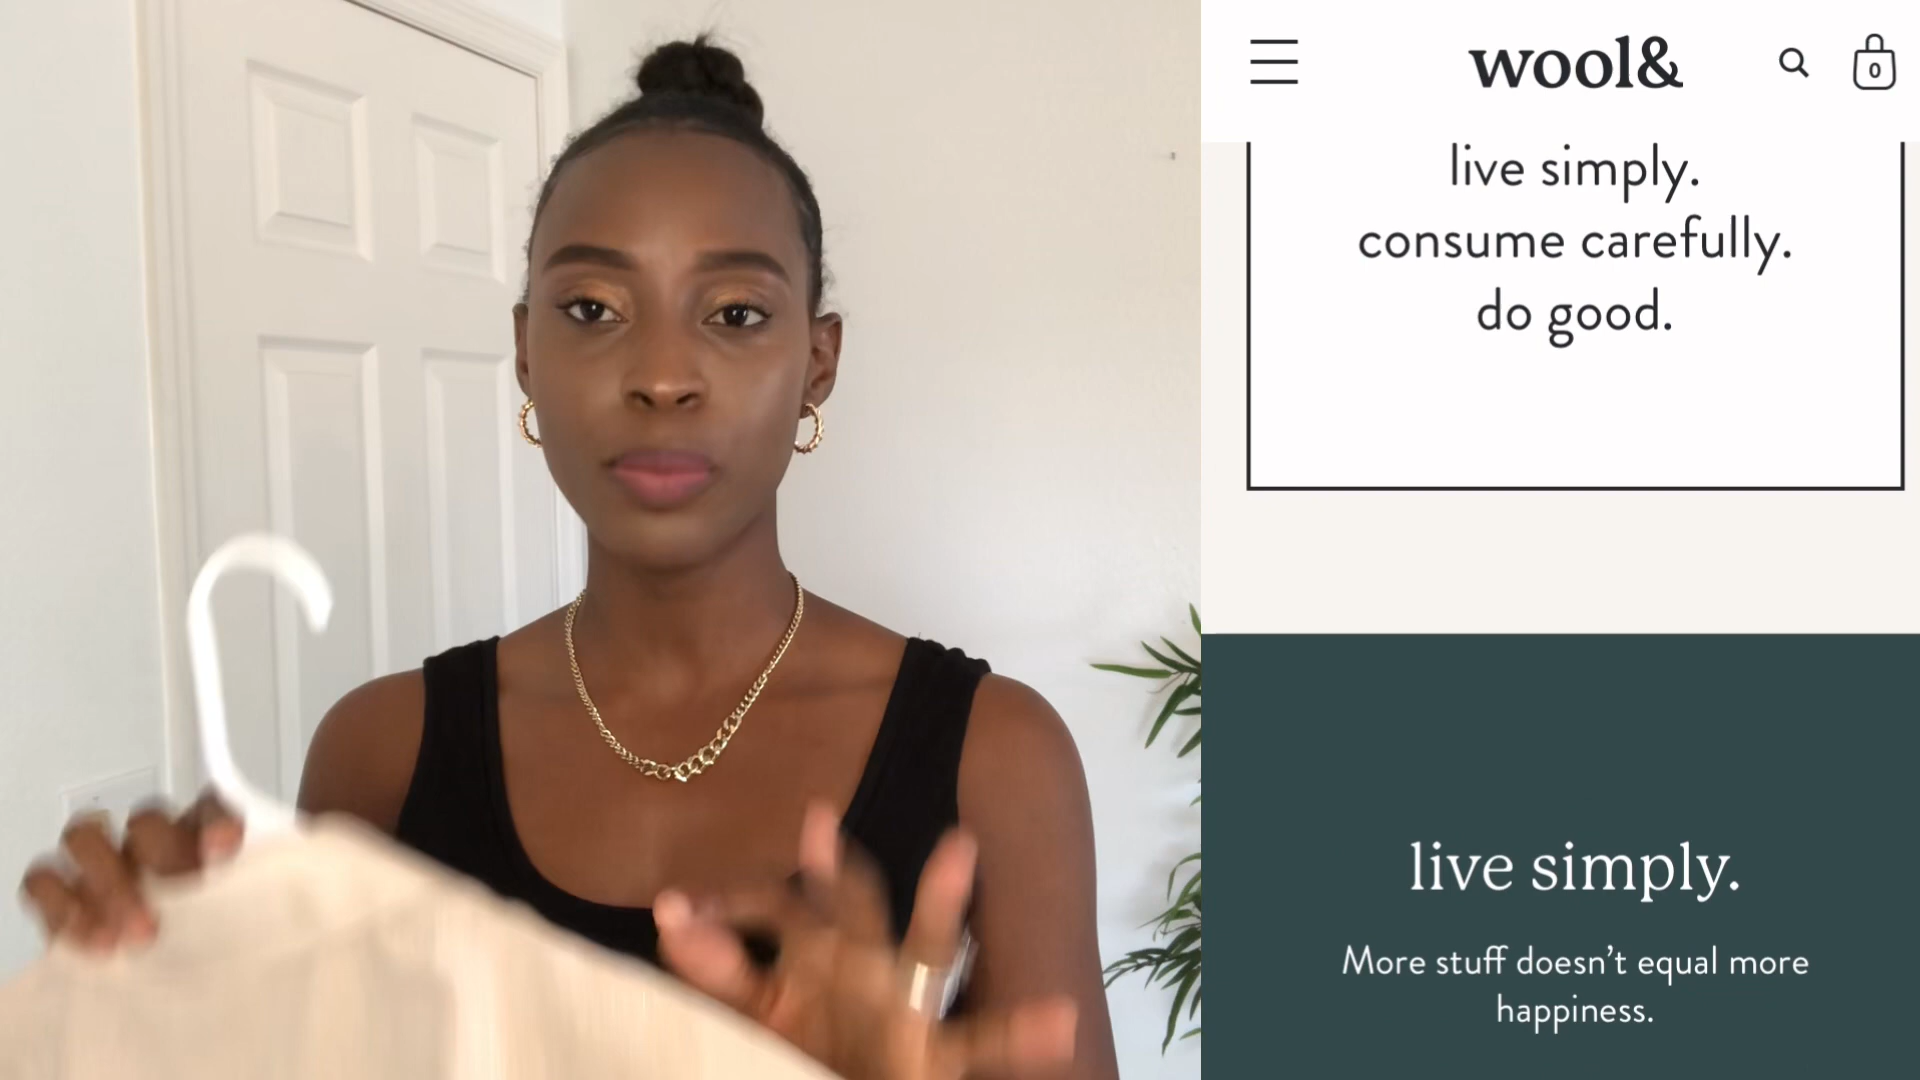 wool&
0
live simply.
consume carefully.
do good.
live simply.
More stuff doesn't equal more
happiness.